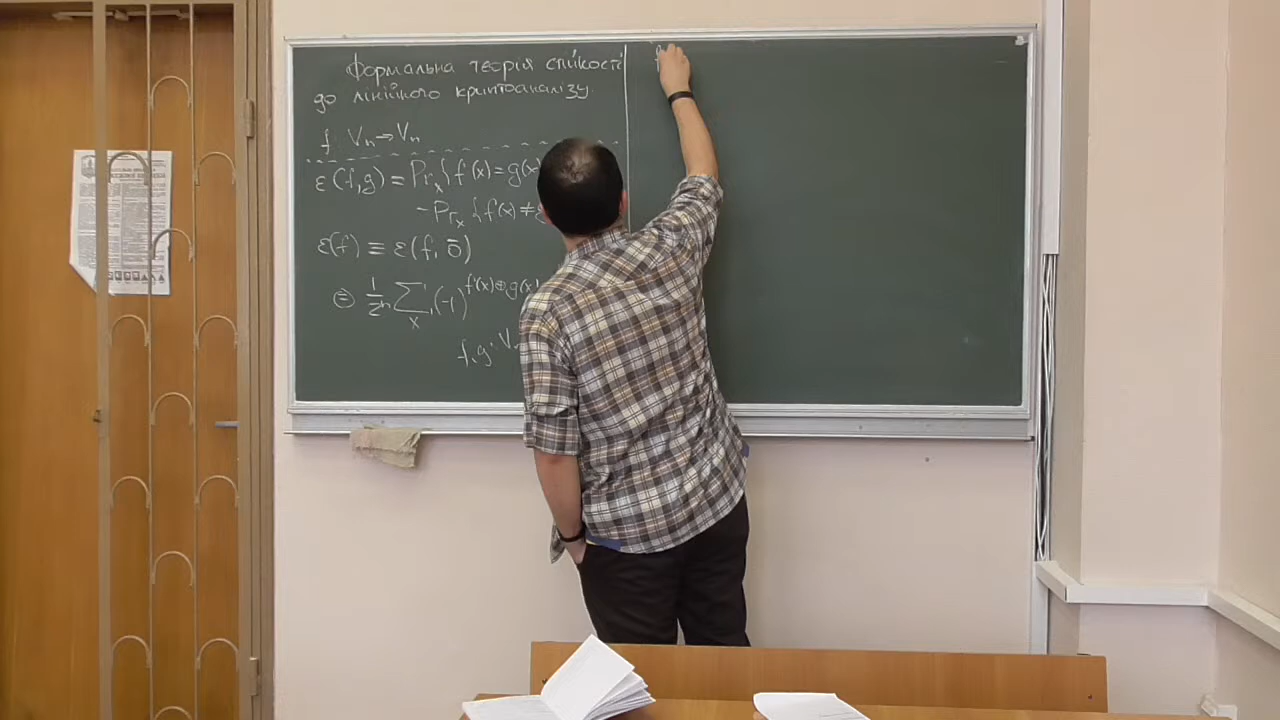 Формальна теорія стійкості
до лінійного криптоаналізу.
f: Vₙ → Vₙ
ε(f,g) = Prₓ{f(x) = g(x)
- Prₓ{f(x) ≠
ε(f) ≡ ε(f, 0̄)
⊜ 1/2ⁿ ∑ₓ (-1)^{f(x)⊕g(x)
f,g: V